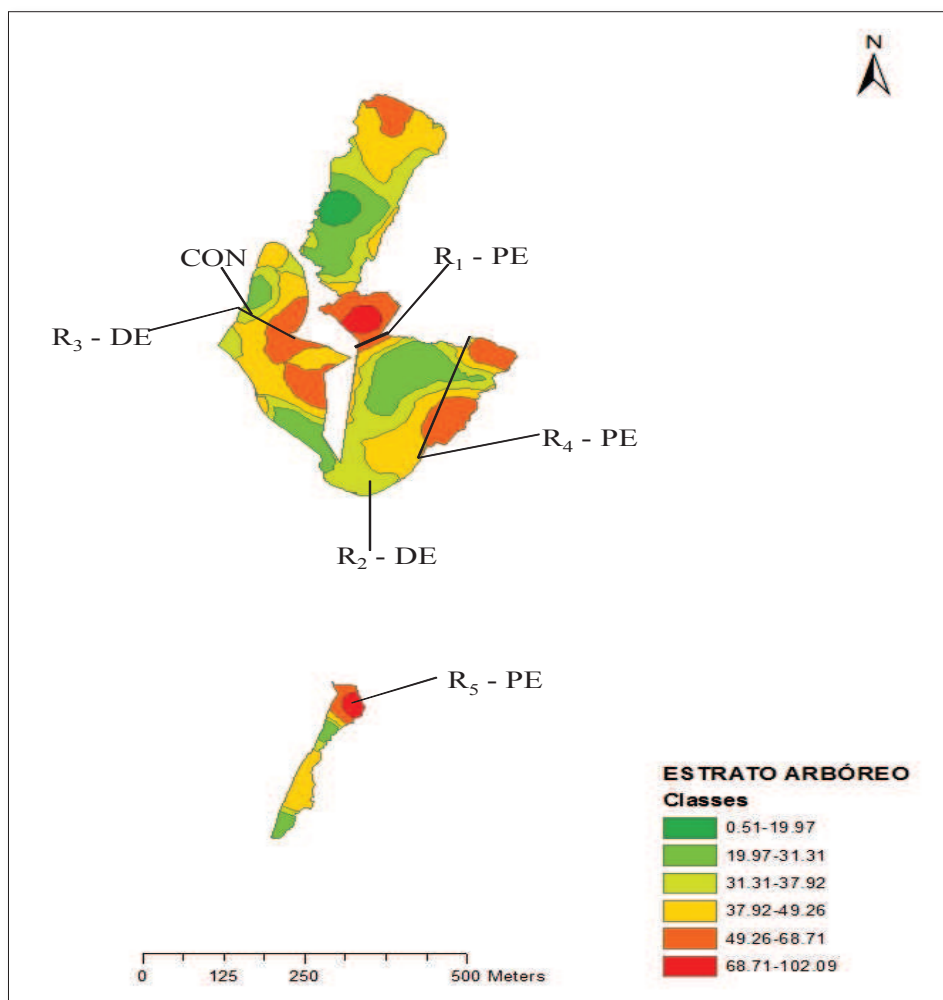 N
CON
R₁ - PE
R₃ - DE
R₄ - PE
R₂ - DE
R₅ - PE
ESTRATO ARBÓREO
Classes
0.51-19.97
19.97-31.31
31.31-37.92
37.92-49.26
49.26-68.71
68.71-102.09
0 125 250 500 Meters